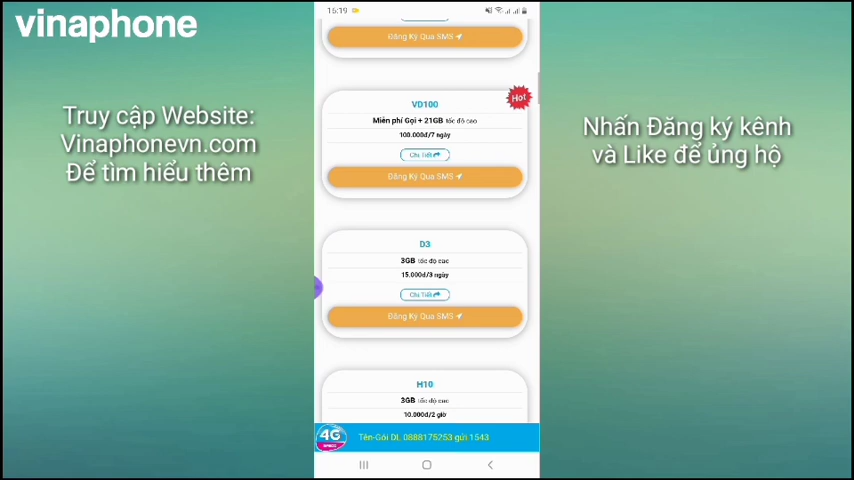 vinaphone
Truy cập Website:
Vinaphonevn.com
Để tìm hiểu thêm
15:19
Đăng Ký Qua SMS
Hot
VD100
Miễn phí Gọi + 21GB tốc độ cao
100.000đ/7 ngày
Chi Tiết
Đăng Ký Qua SMS
D3
3GB tốc độ cao
15.000đ/3 ngày
Chi Tiết
Đăng Ký Qua SMS
H10
3GB tốc độ cao
10.000đ/2 giờ
4G
Tên-Gói DL 0888175253 gửi 1543
Nhấn Đăng ký kênh
và Like để ủng hộ